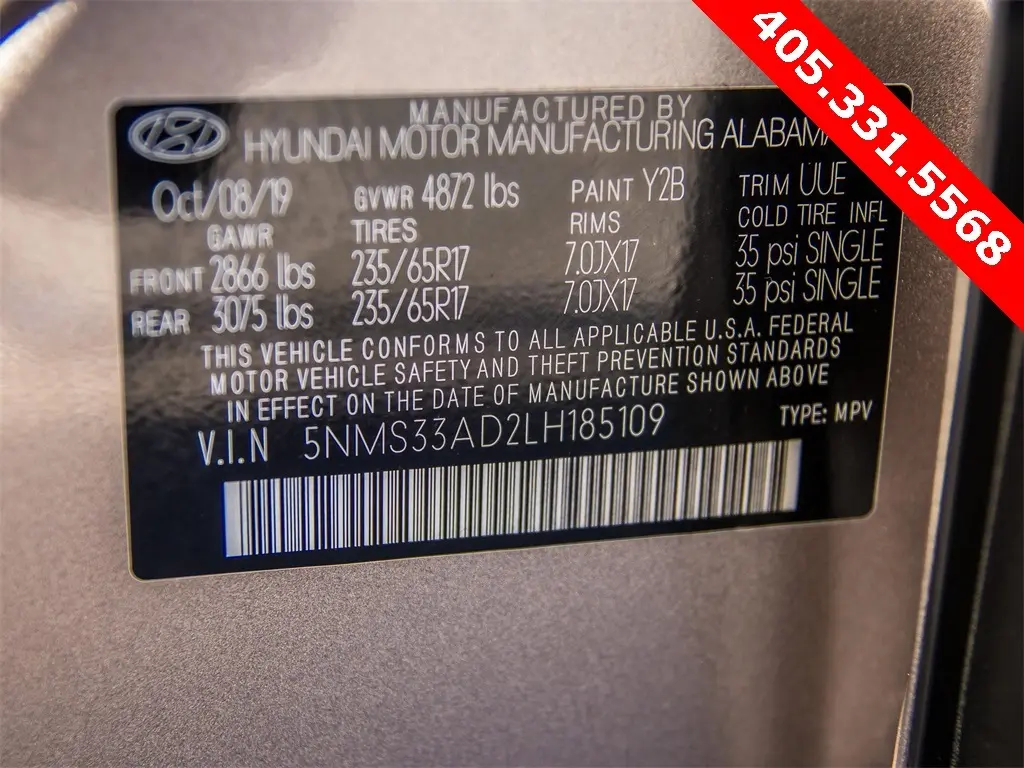 405.331.5568
MANUFACTURED BY
HYUNDAI MOTOR MANUFACTURING ALABAMA
Oct/08/19 GVWR 4872 lbs PAINT Y2B TRIM UUE
GAWR TIRES RIMS COLD TIRE INFL
FRONT 2866 lbs 235/65R17 7.0JX17 35 psi SINGLE
REAR 3075 lbs 235/65R17 7.0JX17 35 psi SINGLE
THIS VEHICLE CONFORMS TO ALL APPLICABLE U.S.A. FEDERAL
MOTOR VEHICLE SAFETY AND THEFT PREVENTION STANDARDS
IN EFFECT ON THE DATE OF MANUFACTURE SHOWN ABOVE
V.I.N 5NMS33AD2LH185109 TYPE: MPV